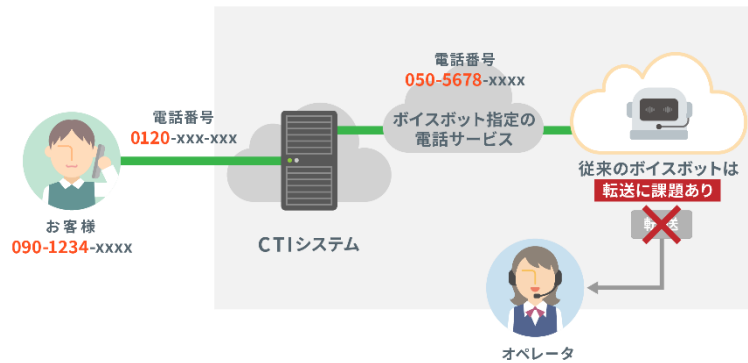 電話番号
050-5678-xxxx
電話番号
0120-xxx-xxx
ボイスボット指定の
電話サービス
従来のボイスボットは
転送に課題あり
転送
お客様
090-1234-xxxx
CTIシステム
オペレータ